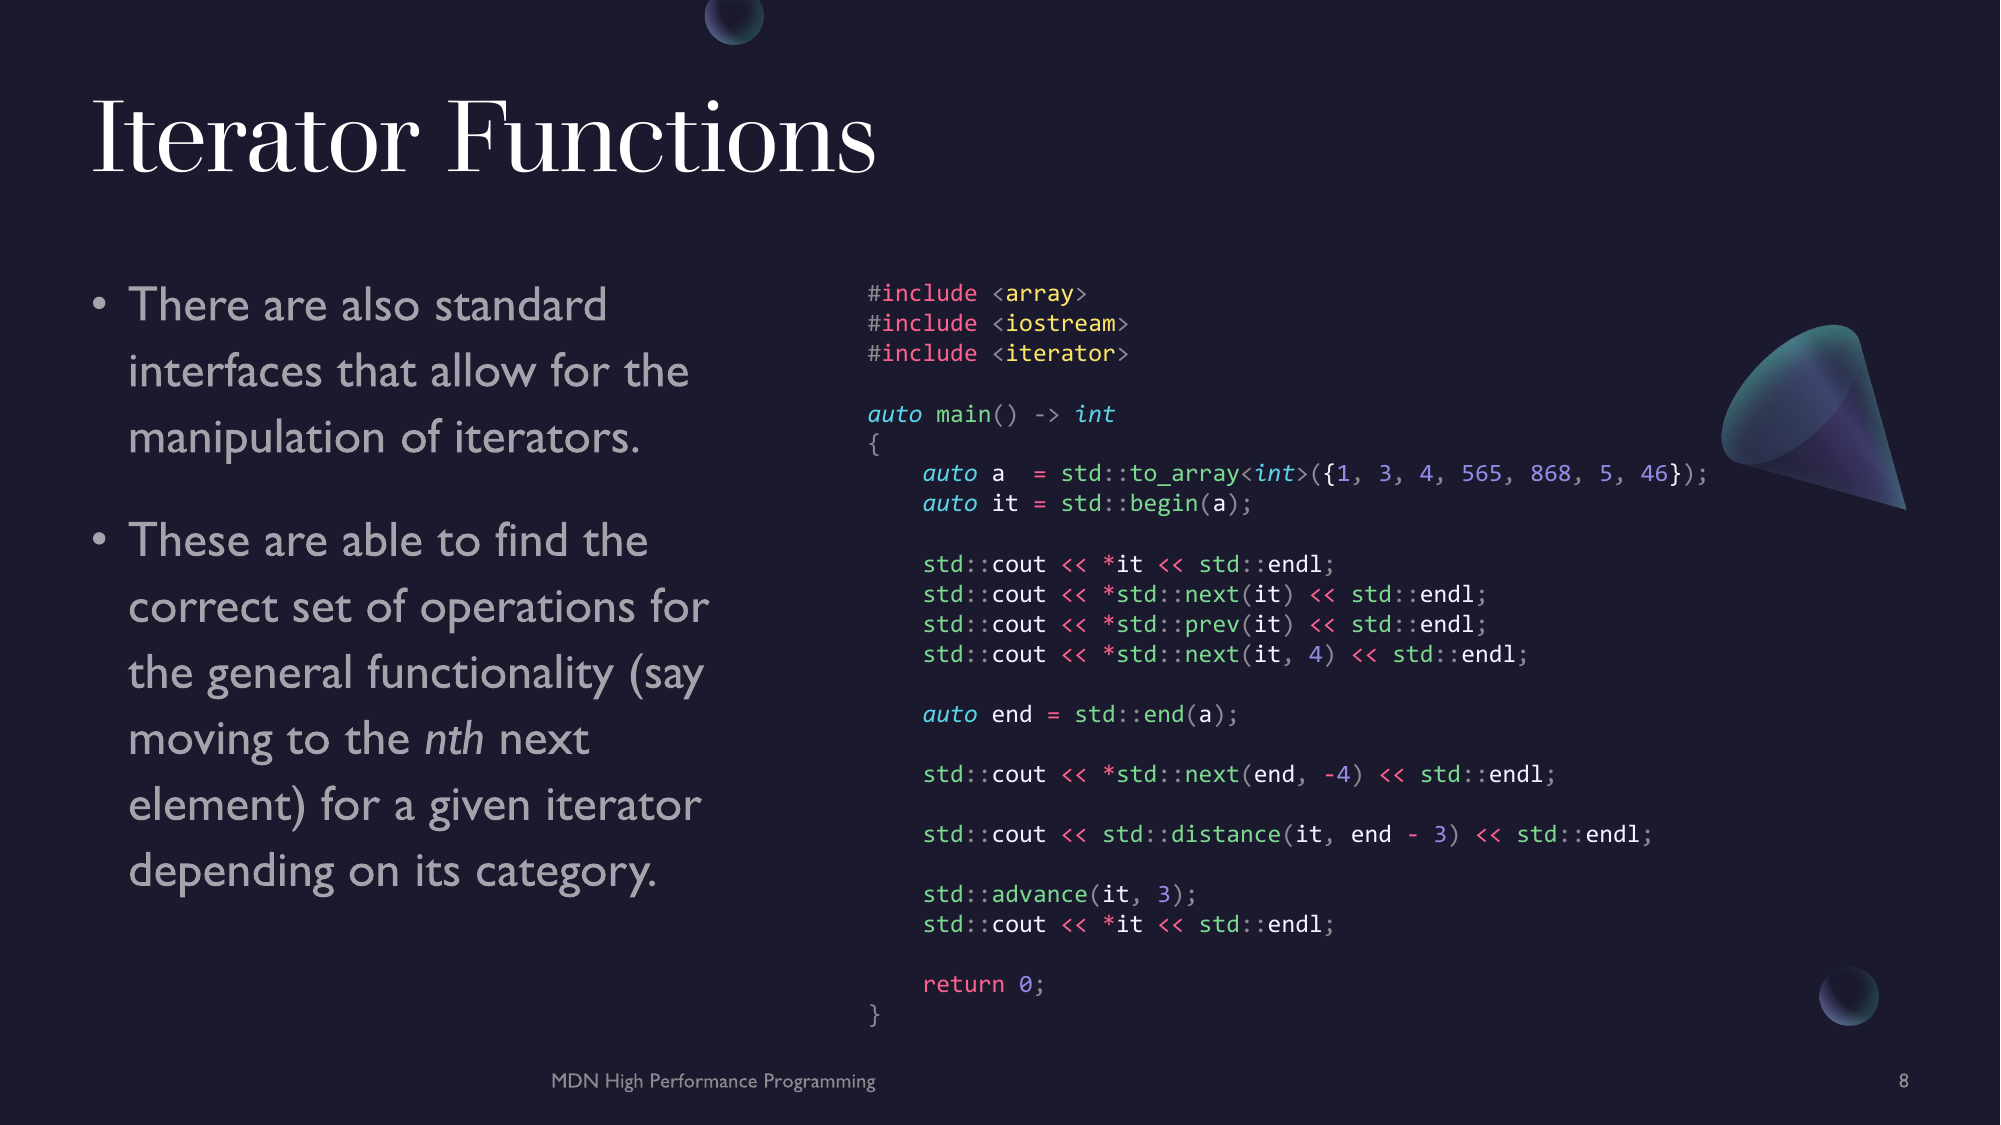 Iterator Functions
• There are also standard
interfaces that allow for the
manipulation of iterators.
• These are able to find the
correct set of operations for
the general functionality (say
moving to the nth next
element) for a given iterator
depending on its category.
#include <array>
#include <iostream>
#include <iterator>
auto main() -> int
{
    auto a  = std::to_array<int>({1, 3, 4, 565, 868, 5, 46});
    auto it = std::begin(a);
    std::cout << *it << std::endl;
    std::cout << *std::next(it) << std::endl;
    std::cout << *std::prev(it) << std::endl;
    std::cout << *std::next(it, 4) << std::endl;
    auto end = std::end(a);
    std::cout << *std::next(end, -4) << std::endl;
    std::cout << std::distance(it, end - 3) << std::endl;
    std::advance(it, 3);
    std::cout << *it << std::endl;
    return 0;
}
MDN High Performance Programming
8